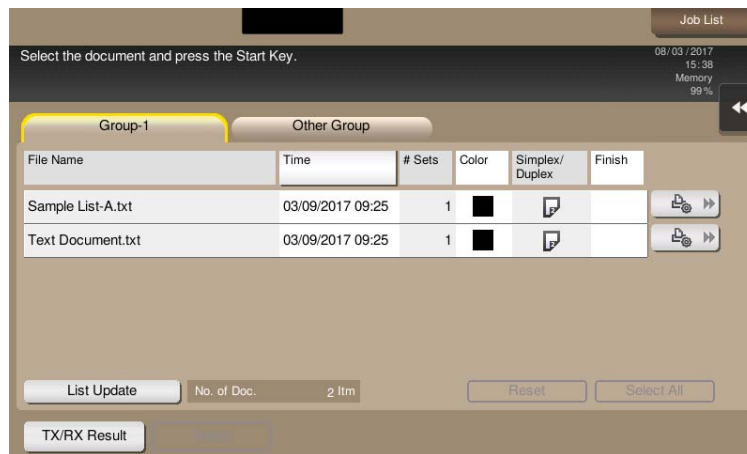 Job List
Select the document and press the Start Key.
08/03/2017
15:38
Memory
99%
Group-1
Other Group
File Name
Time
# Sets
Color
Simplex/
Duplex
Finish
Sample List-A.txt
03/09/2017 09:25
1
Text Document.txt
03/09/2017 09:25
1
List Update
No. of Doc.
2 Itm
Reset
Select All
TX/RX Result